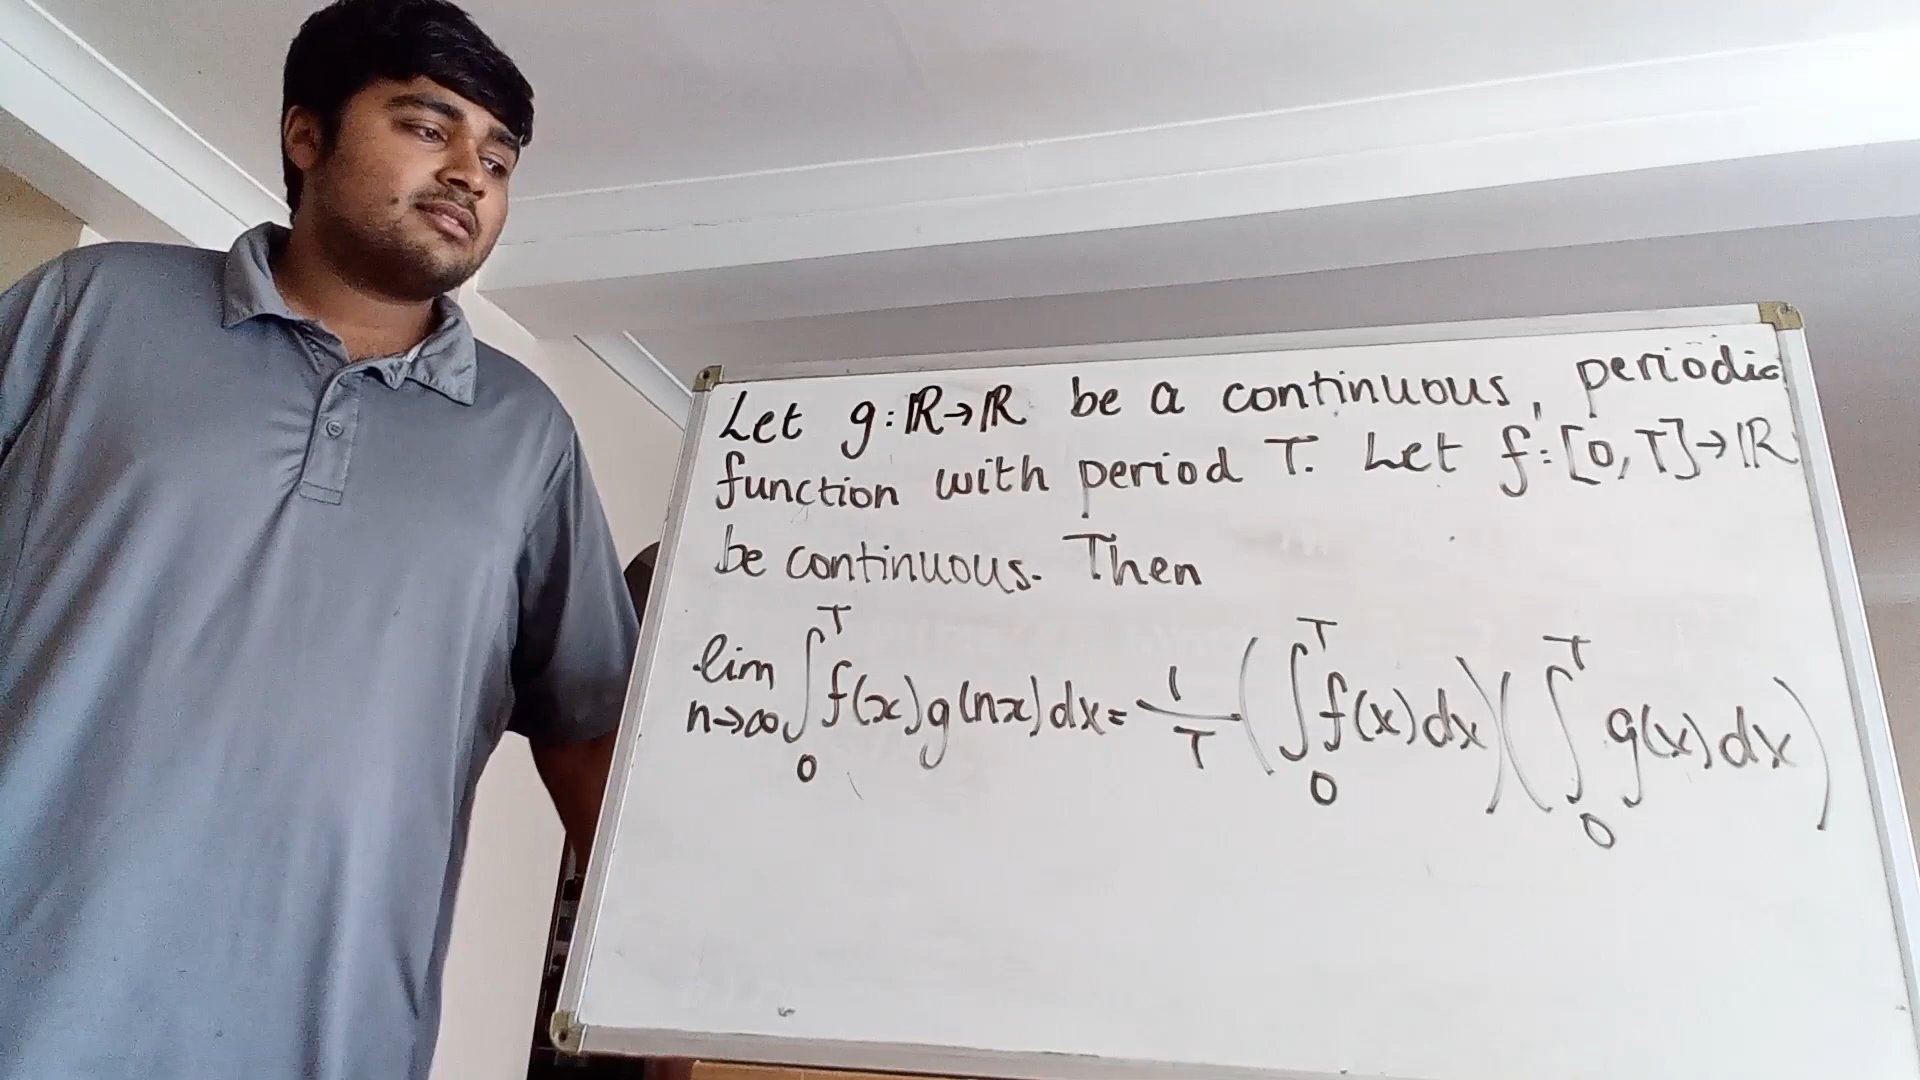 Let g:ℝ→ℝ be a continuous, periodic
function with period T. Let f:[0,T]→ℝ
be continuous. Then
lim n→∞ ∫₀ᵀ f(x)g(nx)dx = 1/T (∫₀ᵀ f(x)dx)(∫₀ᵀ g(x)dx)